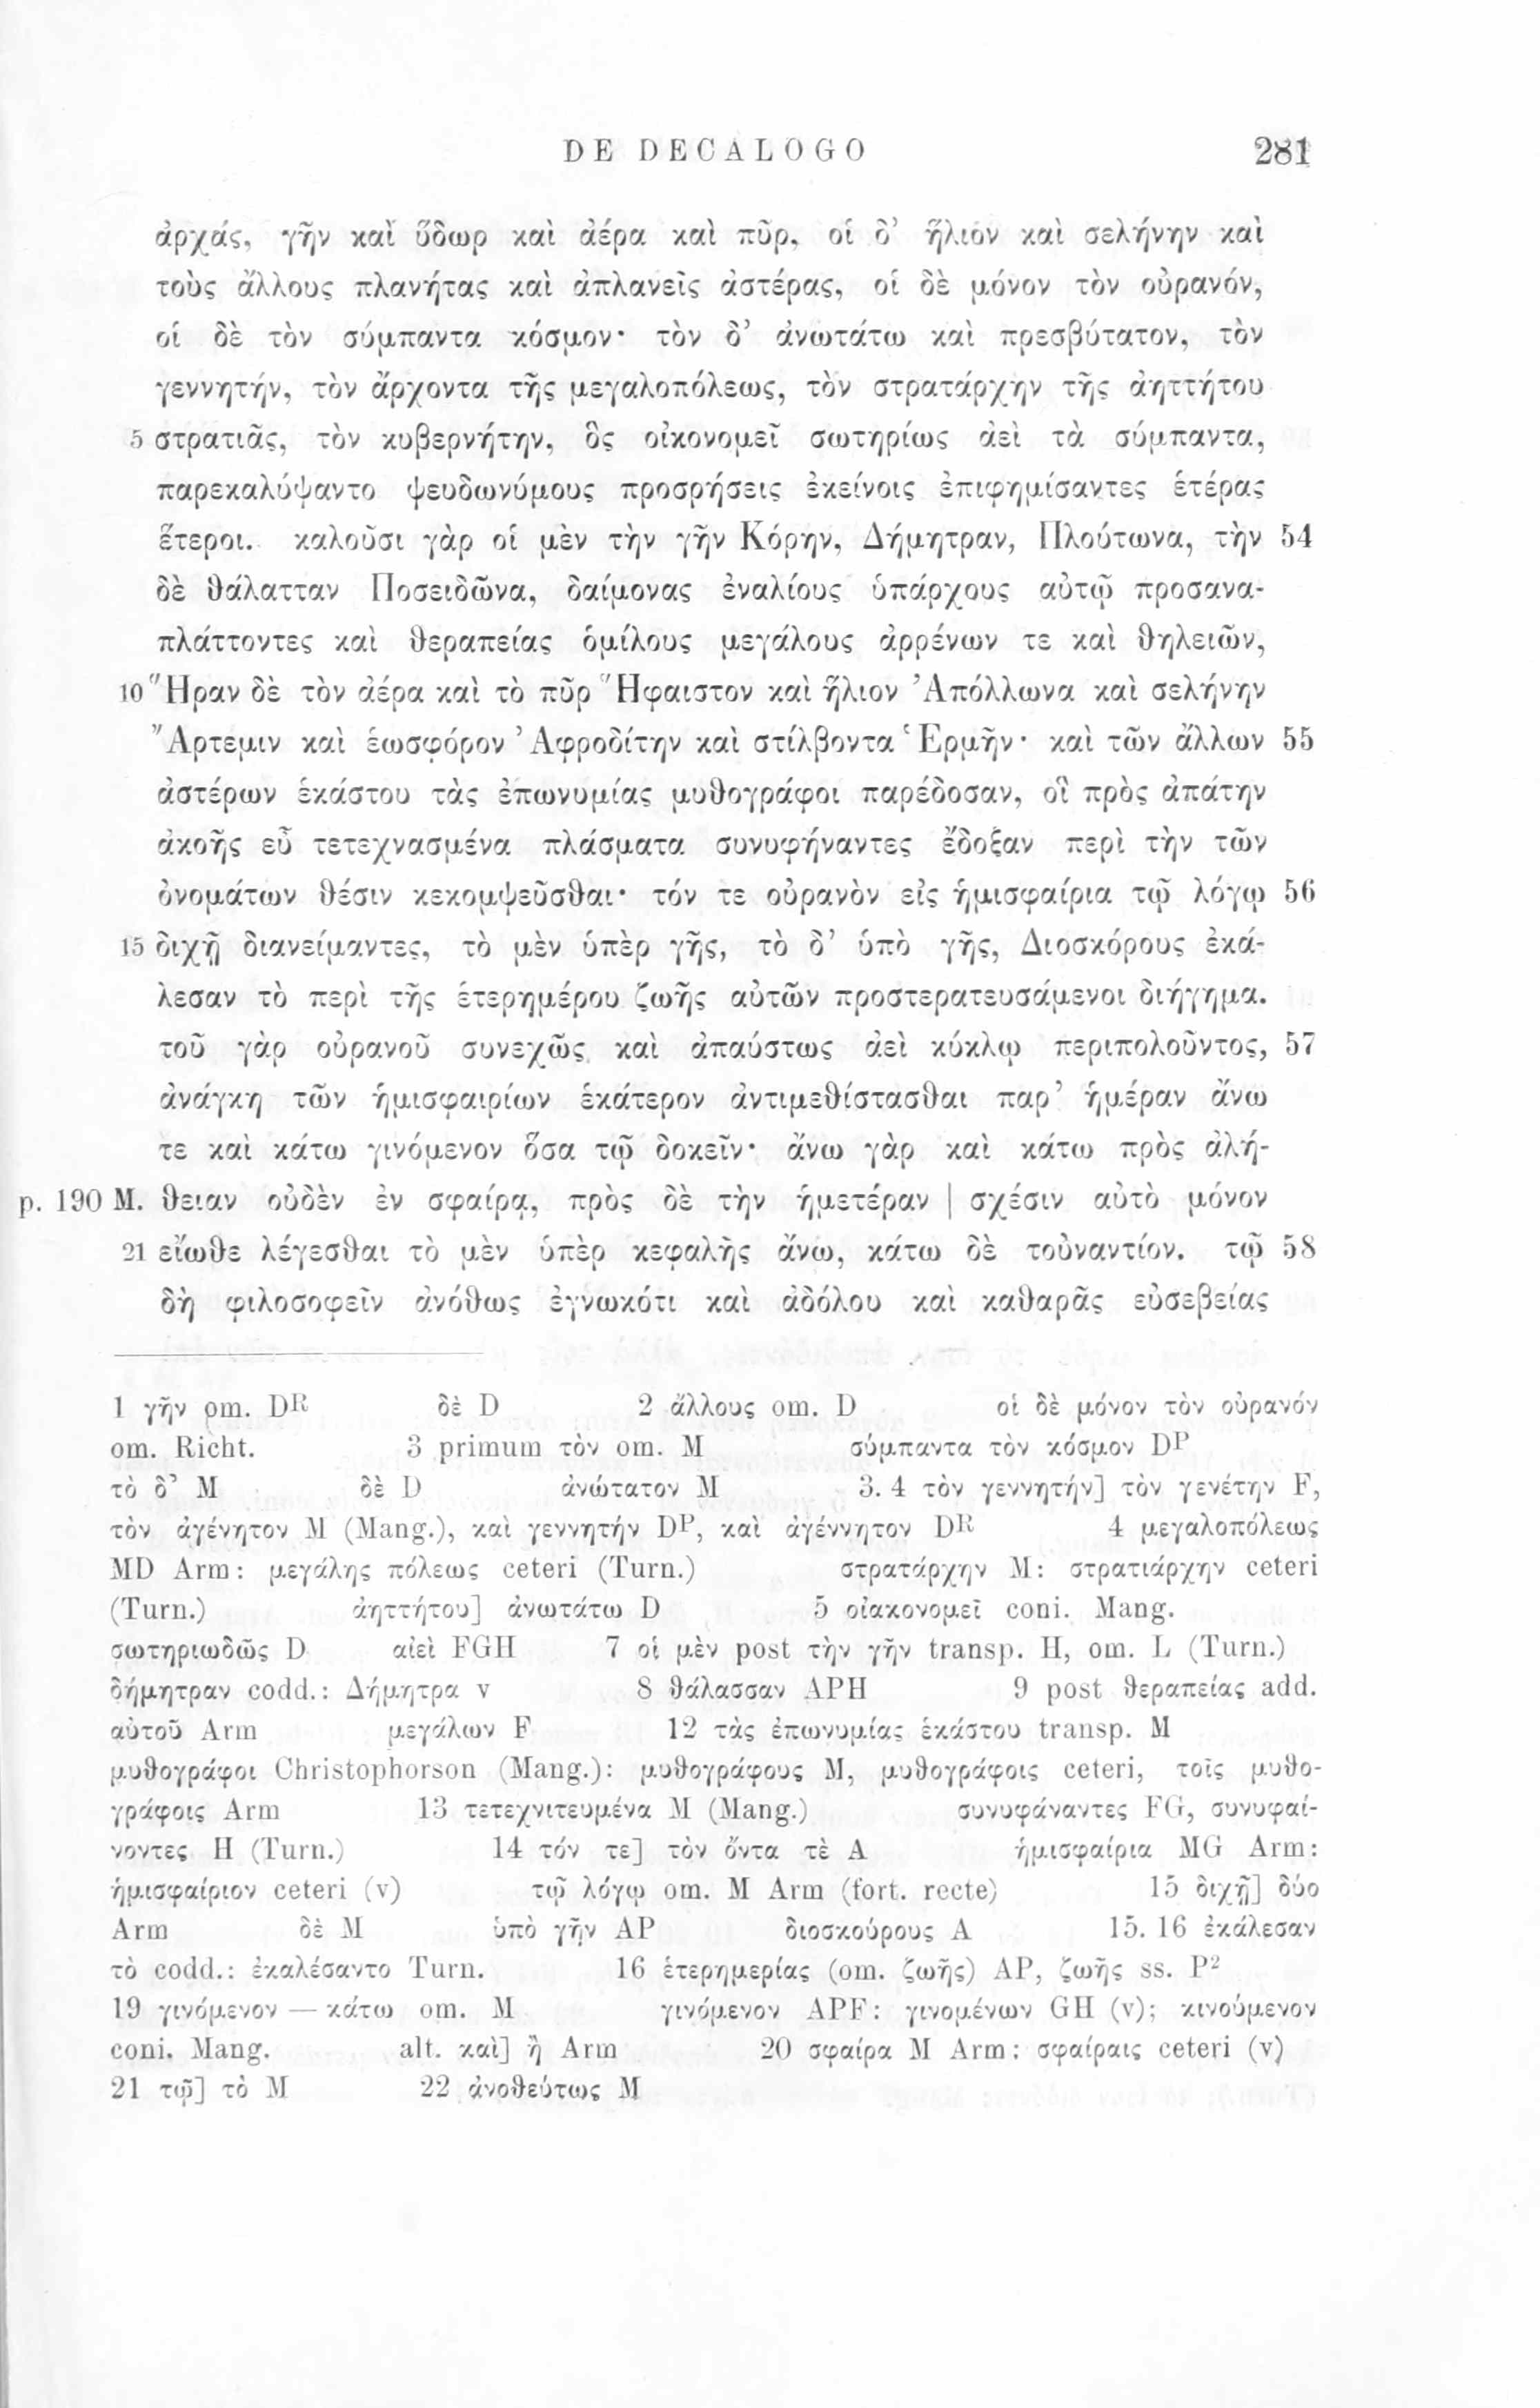 DE DECALOGO 281
ἀρχάς, γῆν καὶ ὕδωρ καὶ ἀέρα καὶ πῦρ, οἱ δ’ ἥλιον καὶ σελήνην καὶ
τοὺς ἄλλους πλανήτας καὶ ἀπλανεῖς ἀστέρας, οἱ δὲ μόνον τὸν οὐρανόν,
οἱ δὲ τὸν σύμπαντα κόσμον· τὸν δ’ ἀνωτάτω καὶ πρεσβύτατον, τὸν
γεννητήν, τὸν ἄρχοντα τῆς μεγαλοπόλεως, τὸν στρατάρχην τῆς ἀηττήτου
5 στρατιᾶς, τὸν κυβερνήτην, ὃς οἰκονομεῖ σωτηρίως ἀεὶ τὰ σύμπαντα,
παρεκαλύψαντο ψευδωνύμους προσρήσεις ἐκείνοις ἐπιφημίσαντες ἑτέρας
ἕτεροι. καλοῦσι γὰρ οἱ μὲν τὴν γῆν Κόρην, Δήμητραν, Πλούτωνα, τὴν 54
δὲ θάλατταν Ποσειδῶνα, δαίμονας ἐναλίους ὑπάρχους αὐτῷ προσανα-
πλάττοντες καὶ θεραπείας ὁμίλους μεγάλους ἀρρένων τε καὶ θηλειῶν,
10 Ἥραν δὲ τὸν ἀέρα καὶ τὸ πῦρ Ἥφαιστον καὶ ἥλιον Ἀπόλλωνα καὶ σελήνην
Ἄρτεμιν καὶ ἑωσφόρον Ἀφροδίτην καὶ στίλβοντα Ἑρμῆν· καὶ τῶν ἄλλων 55
ἀστέρων ἑκάστου τὰς ἐπωνυμίας μυθογράφοι παρέδοσαν, οἳ πρὸς ἀπάτην
ἀκοῆς εὖ τετεχνασμένα πλάσματα συνυφήναντες ἔδοξαν περὶ τὴν τῶν
ὀνομάτων θέσιν κεκομψεῦσθαι· τόν τε οὐρανὸν εἰς ἡμισφαίρια τῷ λόγῳ 56
15 διχῇ διανείμαντες, τὸ μὲν ὑπὲρ γῆς, τὸ δ’ ὑπὸ γῆς, Διοσκόρους ἐκά-
λεσαν τὸ περὶ τῆς ἑτερημέρου ζωῆς αὐτῶν προστερατευσάμενοι διήγημα.
τοῦ γὰρ οὐρανοῦ συνεχῶς καὶ ἀπαύστως ἀεὶ κύκλῳ περιπολοῦντος, 57
ἀνάγκη τῶν ἡμισφαιρίων ἑκάτερον ἀντιμεθίστασθαι παρ’ ἡμέραν ἄνω
τε καὶ κάτω γινόμενον ὅσα τῷ δοκεῖν· ἄνω γὰρ καὶ κάτω πρὸς ἀλή-
p. 190 M. θειαν οὐδὲν ἐν σφαίρᾳ, πρὸς δὲ τὴν ἡμετέραν | σχέσιν αὐτὸ μόνον
21 εἴωθε λέγεσθαι τὸ μὲν ὑπὲρ κεφαλῆς ἄνω, κάτω δὲ τοὐναντίον. τῷ 58
δὴ φιλοσοφεῖν ἀνόθως ἐγνωκότι καὶ ἀδόλου καὶ καθαρᾶς εὐσεβείας
1 γῆν om. Dᴿ δὲ D 2 ἄλλους om. D οἱ δὲ μόνον τὸν οὐρανόν
om. Richt. 3 primum τὸν om. M σύμπαντα τὸν κόσμον Dᴾ
τὸ δ’ M δὲ D ἀνώτατον M 3. 4 τὸν γεννητήν] τὸν γενέτην F,
τὸν ἀγένητον M (Mang.), καὶ γεννητήν Dᴾ, καὶ ἀγέννητον Dᴿ 4 μεγαλοπόλεως
MD Arm: μεγάλης πόλεως ceteri (Turn.) στρατάρχην M: στρατιάρχην ceteri
(Turn.) ἀηττήτου] ἀνωτάτω D 5 οἰακονομεῖ coni. Mang.
σωτηριωδῶς D αἰεὶ FGH 7 οἱ μὲν post τὴν γῆν transp. H, om. L (Turn.)
δήμητραν codd.: Δήμητρα v 8 θάλασσαν APH 9 post θεραπείας add.
αὐτοῦ Arm μεγάλων F 12 τὰς ἐπωνυμίας ἑκάστου transp. M
μυθογράφοι Christophorson (Mang.): μυθογράφους M, μυθογράφοις ceteri, τοῖς μυθο-
γράφοις Arm 13 τετεχνιτευμένα M (Mang.) συνυφάναντες FG, συνυφαί-
νοντες H (Turn.) 14 τόν τε] τὸν ὄντα τὲ A ἡμισφαίρια MG Arm:
ἡμισφαίριον ceteri (v) τῷ λόγῳ om. M Arm (fort. recte) 15 διχῇ] δύο
Arm δὲ M ὑπὸ γῆν AP διοσκούρους A 15. 16 ἐκάλεσαν
τὸ codd.: ἐκαλέσαντο Turn. 16 ἑτερημερίας (om. ζωῆς) AP, ζωῆς ss. P²
19 γινόμενον — κάτω om. M γινόμενον APF: γινομένων GH (v); κινούμενον
coni. Mang. alt. καὶ] ἢ Arm 20 σφαίρα M Arm: σφαίραις ceteri (v)
21 τῷ] τὸ M 22 ἀνοθεύτως M